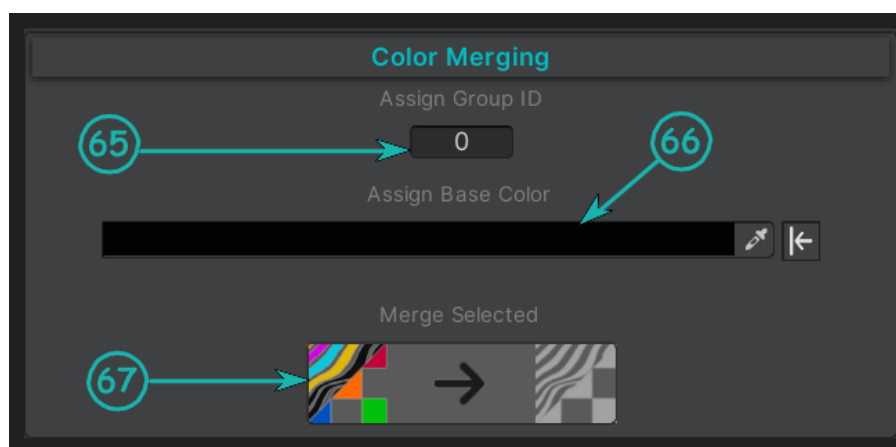 Color Merging
Assign Group ID
65
0
66
Assign Base Color
Merge Selected
67